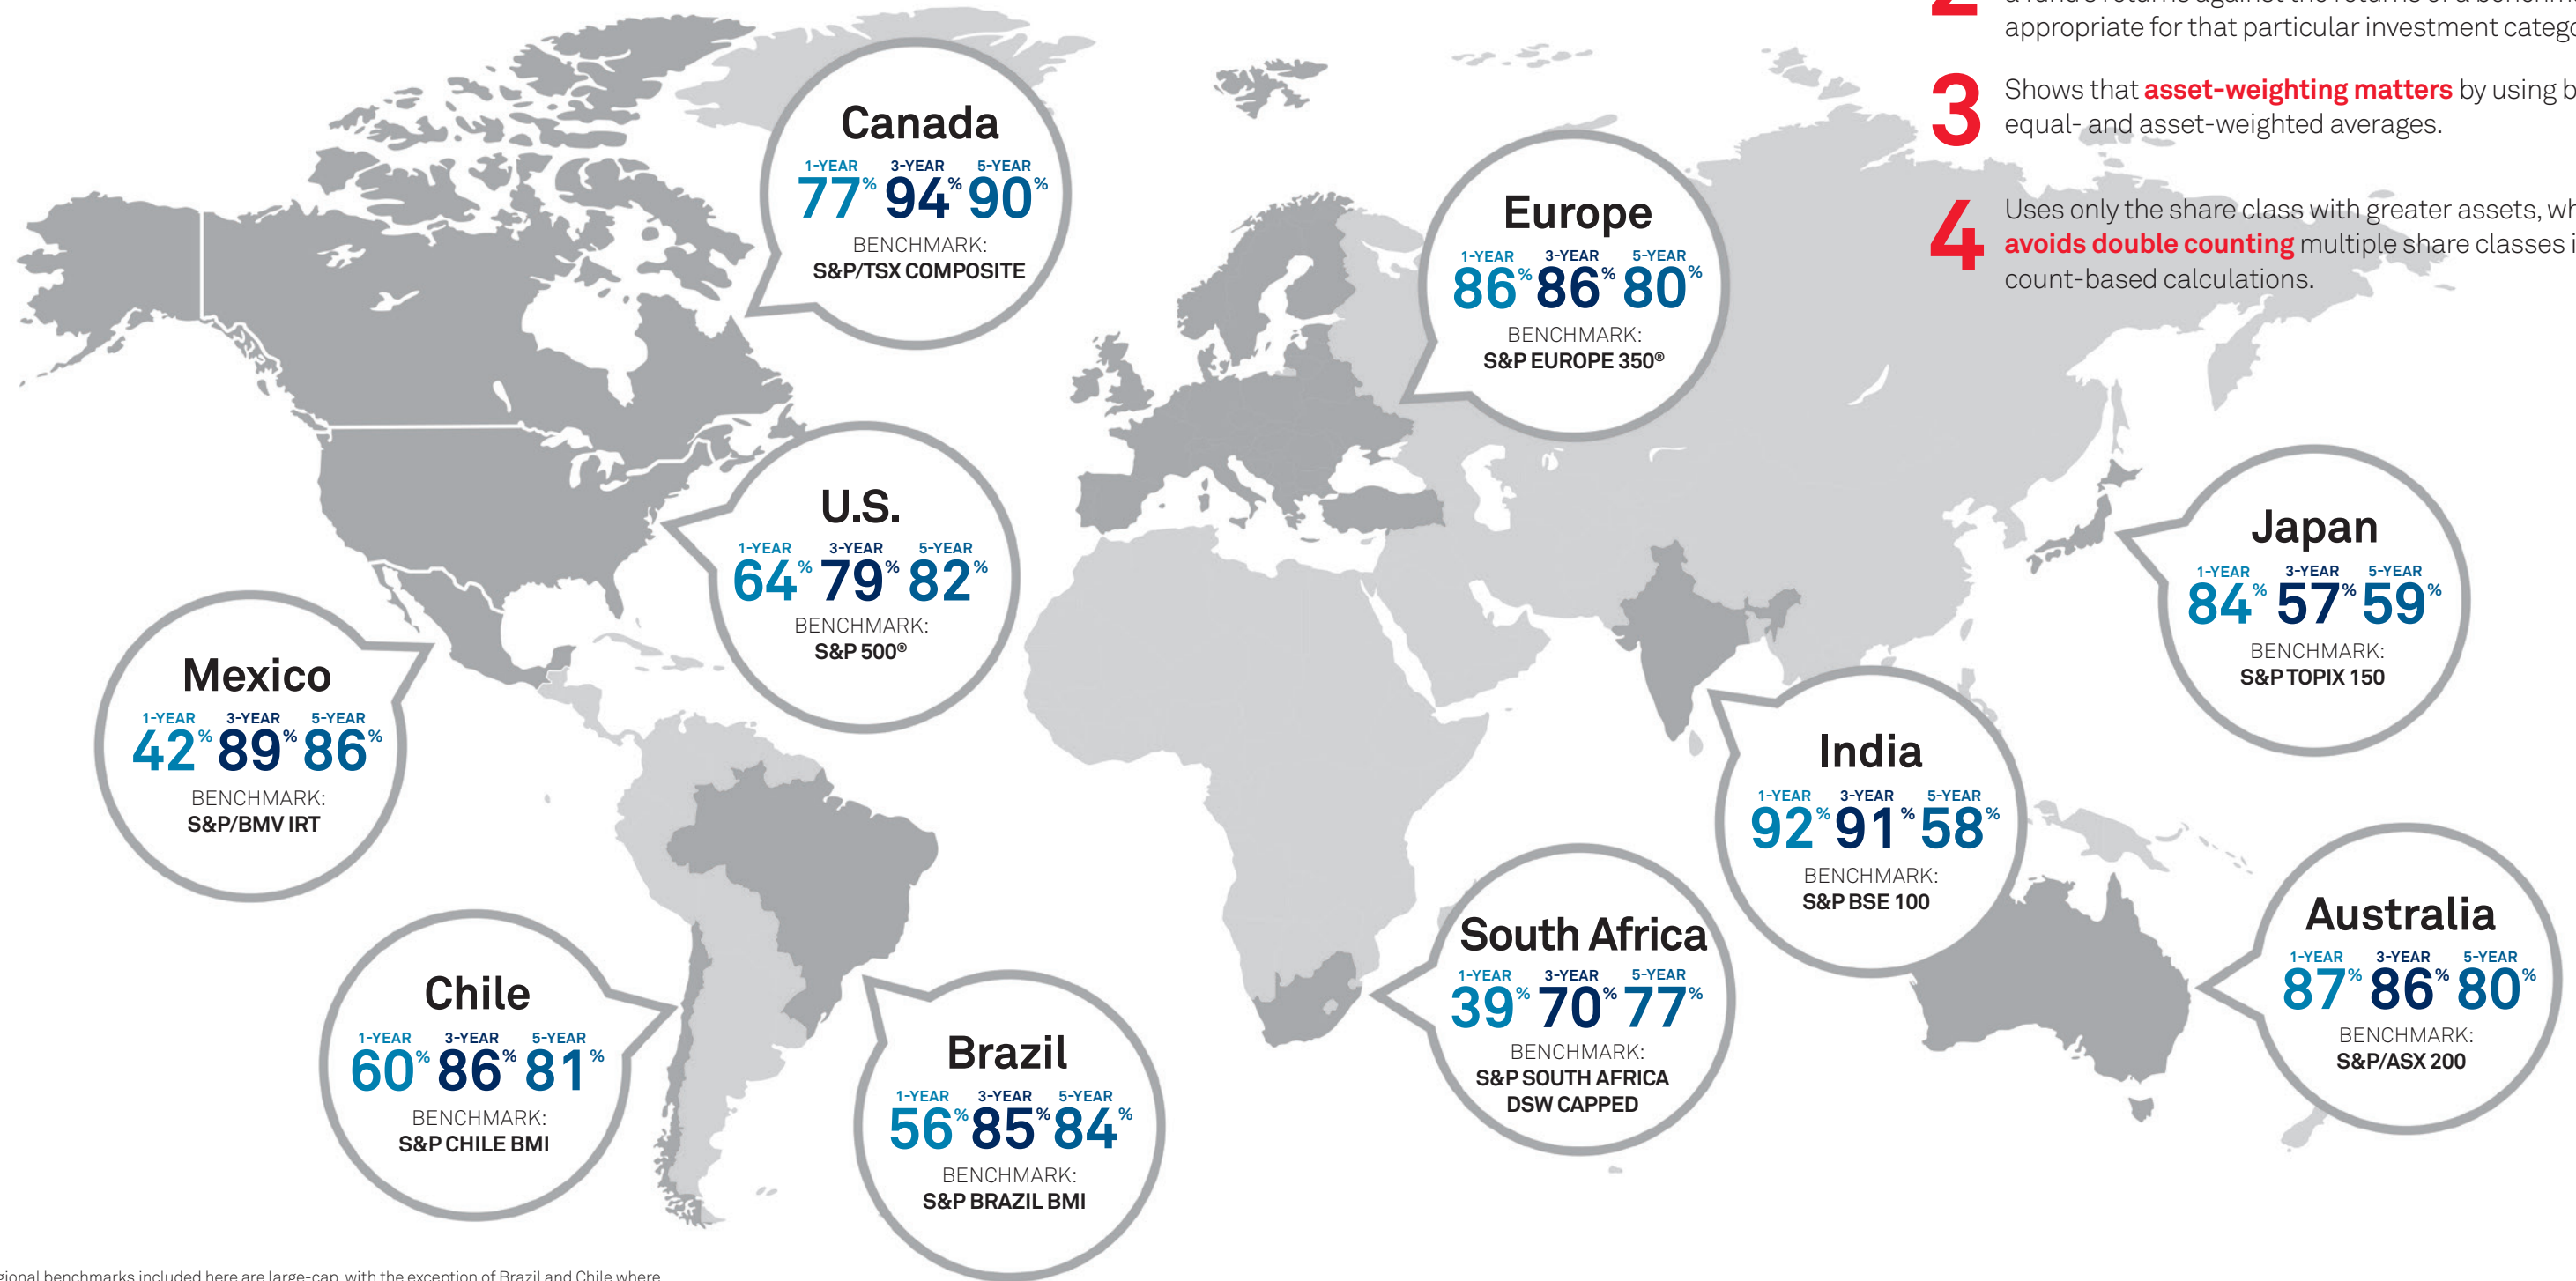 appropriate for that particular investment
3
Shows that asset-weighting matters by using
equal- and asset-weighted averages.
4
Uses only the share class with greater assets,
avoids double counting multiple share classes
count-based calculations.
Canada
1-YEAR 3-YEAR 5-YEAR
77% 94% 90%
BENCHMARK:
S&P/TSX COMPOSITE
Europe
1-YEAR 3-YEAR 5-YEAR
86% 86% 80%
BENCHMARK:
S&P EUROPE 350®
U.S.
1-YEAR 3-YEAR 5-YEAR
64% 79% 82%
BENCHMARK:
S&P 500®
Japan
1-YEAR 3-YEAR 5-YEAR
84% 57% 59%
BENCHMARK:
S&P TOPIX 150
Mexico
1-YEAR 3-YEAR 5-YEAR
42% 89% 86%
BENCHMARK:
S&P/BMV IRT
India
1-YEAR 3-YEAR 5-YEAR
92% 91% 58%
BENCHMARK:
S&P BSE 100
South Africa
1-YEAR 3-YEAR 5-YEAR
39% 70% 77%
BENCHMARK:
S&P SOUTH AFRICA
DSW CAPPED
Australia
1-YEAR 3-YEAR 5-YEAR
87% 86% 80%
BENCHMARK:
S&P/ASX 200
Chile
1-YEAR 3-YEAR 5-YEAR
60% 86% 81%
BENCHMARK:
S&P CHILE BMI
Brazil
1-YEAR 3-YEAR 5-YEAR
56% 85% 84%
BENCHMARK:
S&P BRAZIL BMI
benchmarks included here are large-cap, with the exception of Brazil and Chile where